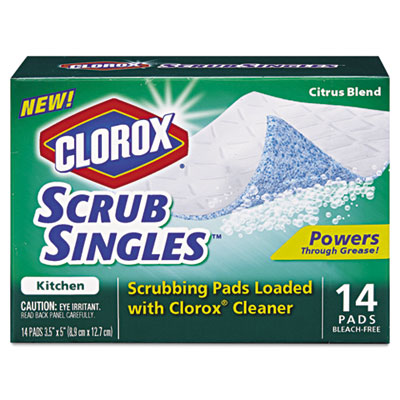 NEW!
Citrus Blend
CLOROX
SCRUB
SINGLES™
Powers
Through Grease!
Kitchen
CAUTION: EYE IRRITANT.
READ BACK PANEL CAREFULLY.
14 PADS 3.5" x 5" (8.9 cm x 12.7 cm)
Scrubbing Pads Loaded
with Clorox® Cleaner
14
PADS
BLEACH-FREE
SCRUB SINGLES